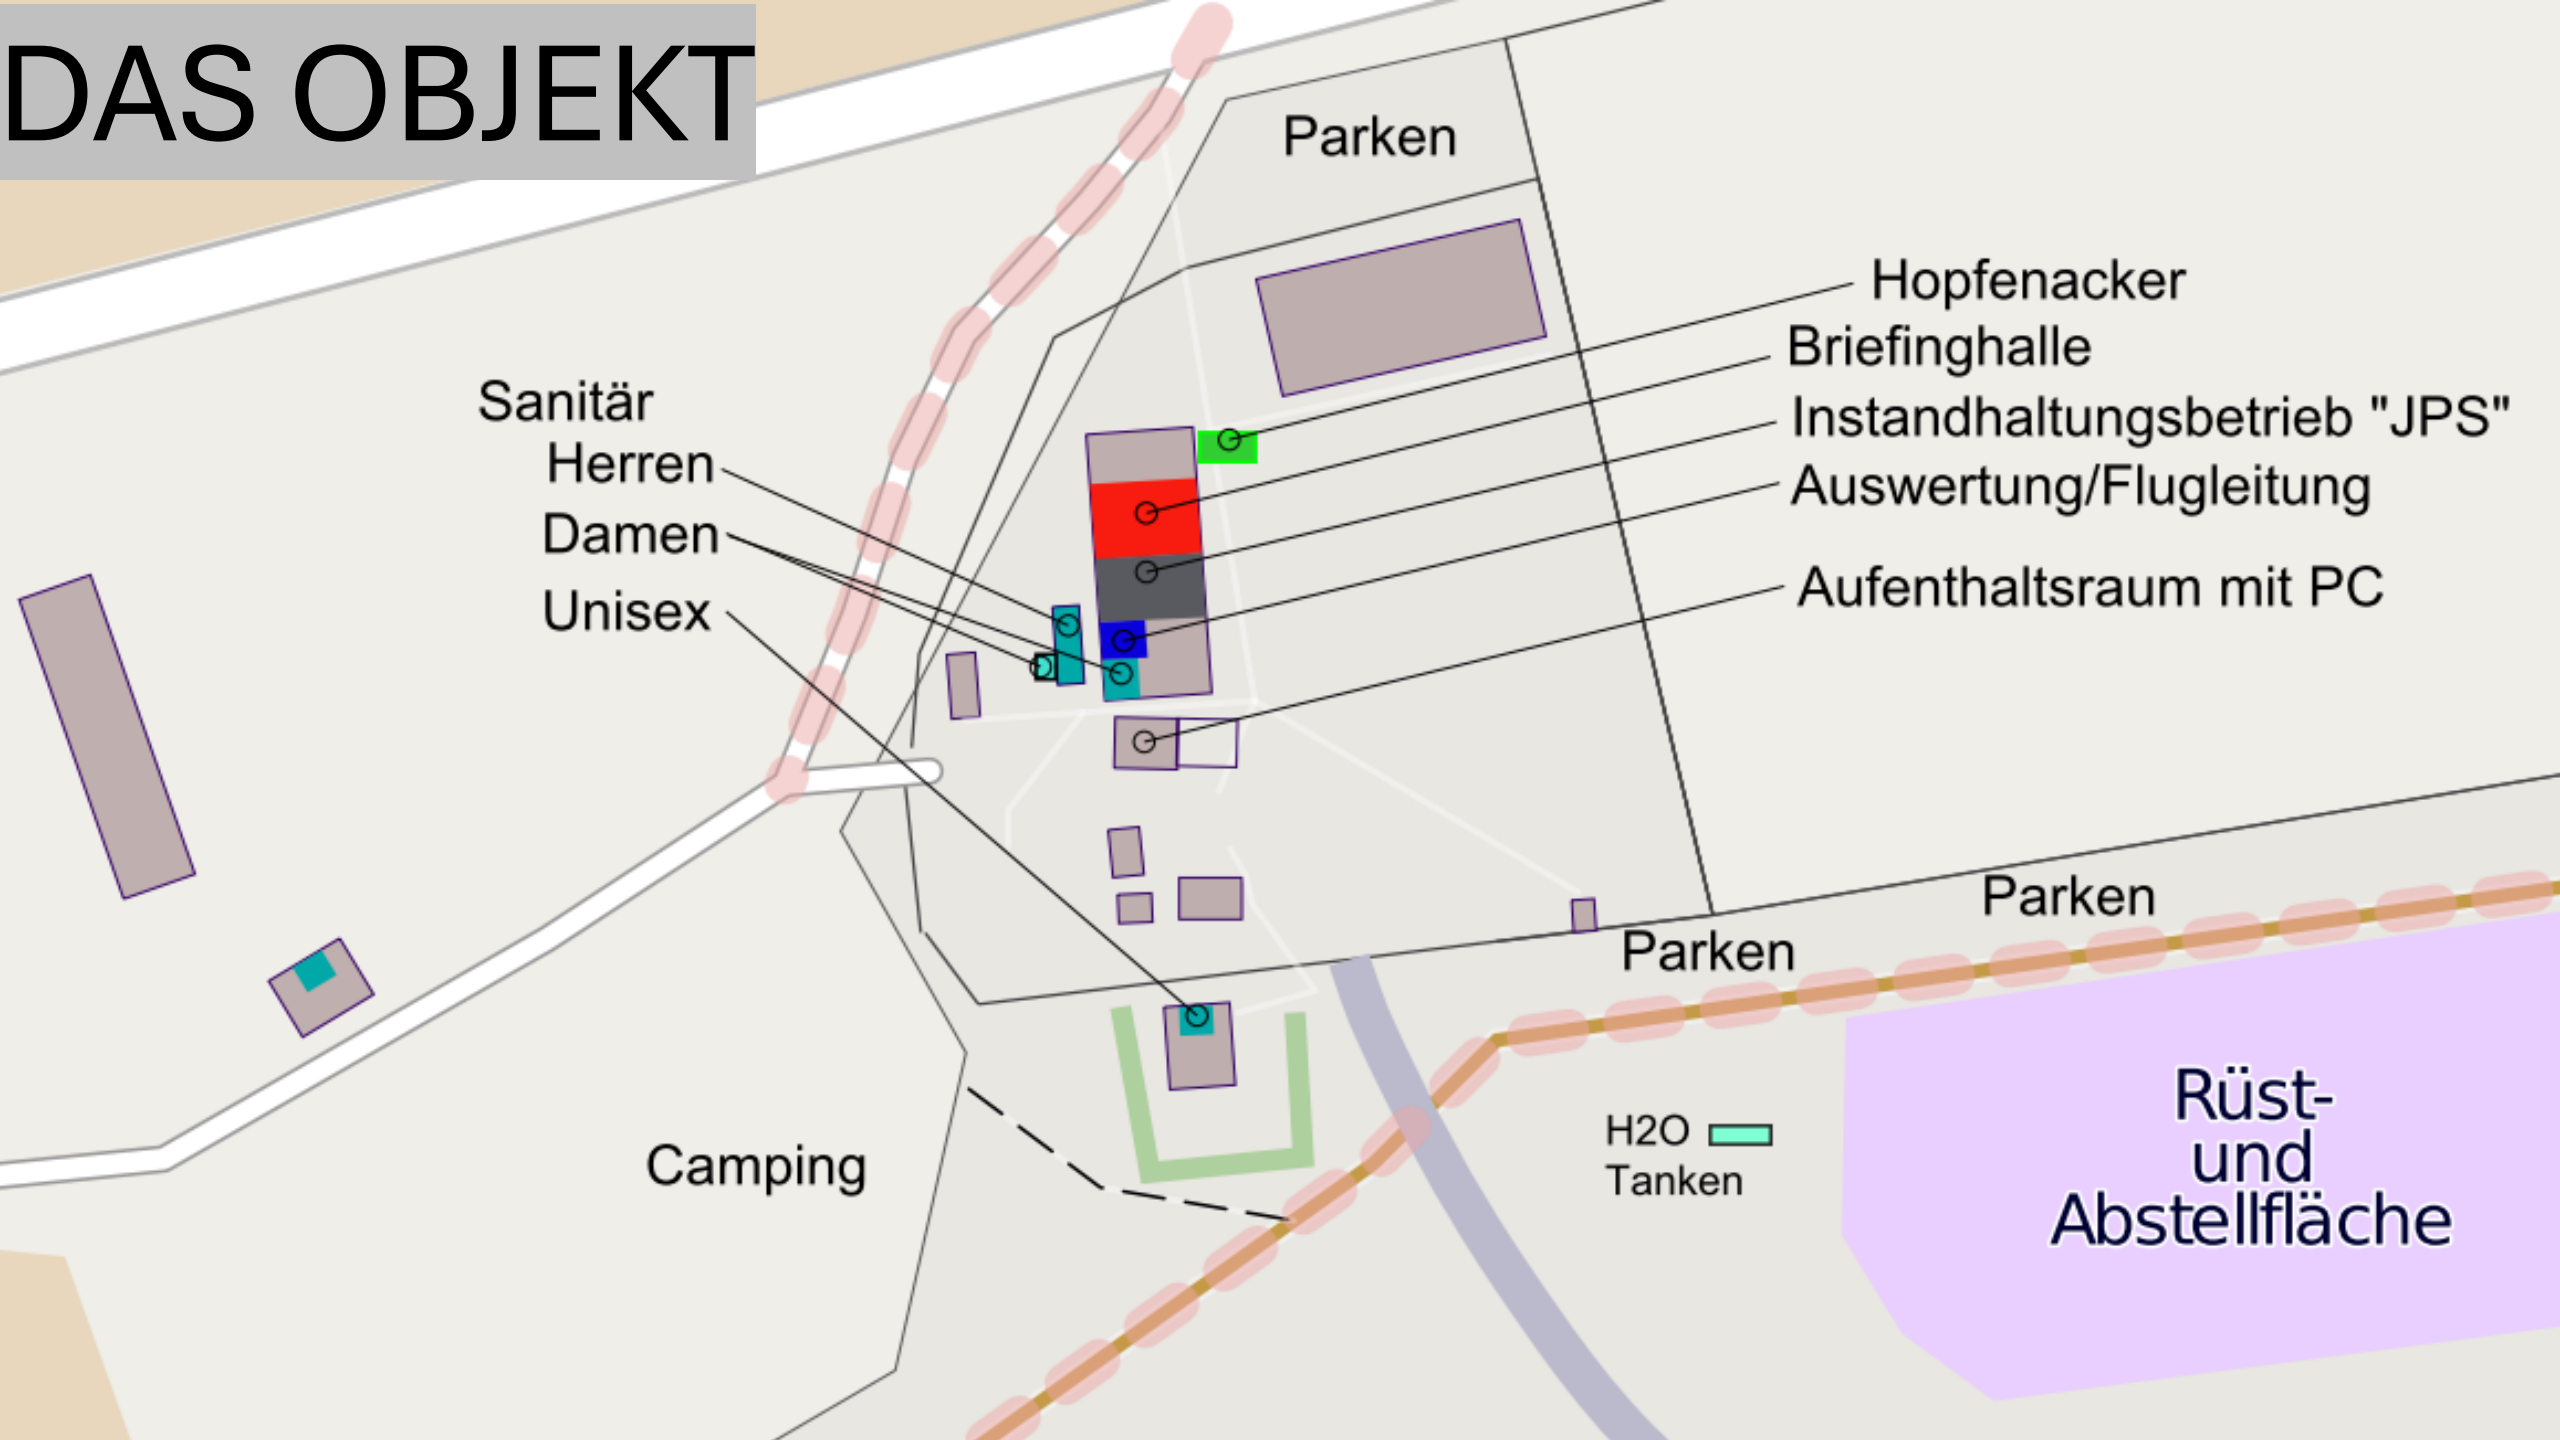 DAS OBJEKT
Parken
Hopfenacker
Briefinghalle
Instandhaltungsbetrieb "JPS"
Auswertung/Flugleitung
Aufenthaltsraum mit PC
Sanitär
Herren
Damen
Unisex
Parken
Parken
Camping
H2O
Tanken
Rüst-
und
Abstellfläche